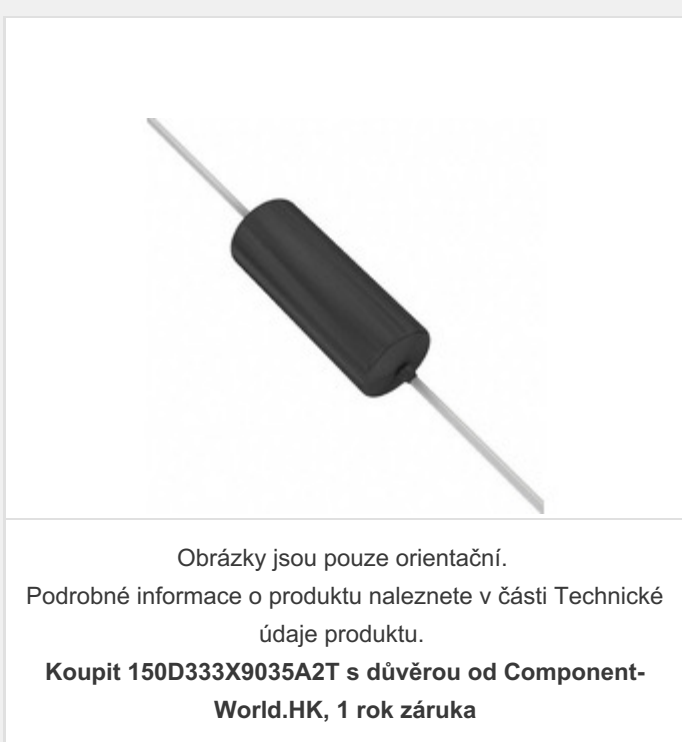 Obrázky jsou pouze orientační.
Podrobné informace o produktu naleznete v části Technické
údaje produktu.
Koupit 150D333X9035A2T s důvěrou od Component-
World.HK, 1 rok záruka